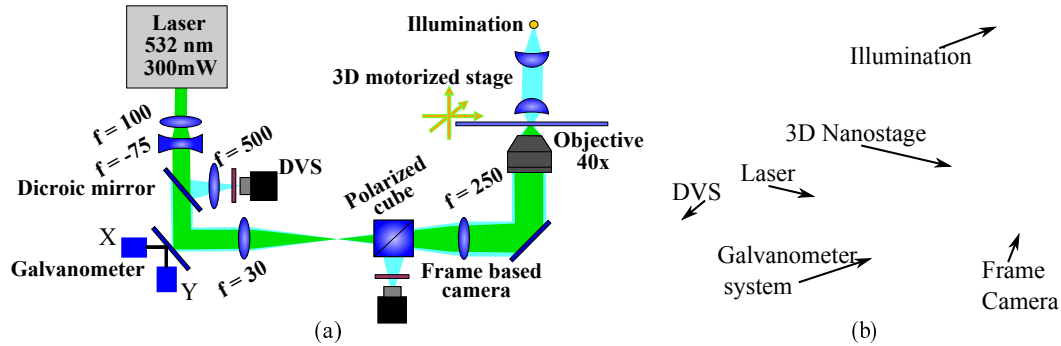 Laser
532 nm
300mW
f = 100
f = -75
Dicroic mirror
f = 500
DVS
X
Galvanometer
Y
f = 30
Illumination
3D motorized stage
Objective
40x
Polarized
cube
f = 250
Frame based
camera
(a)
Illumination
3D Nanostage
Laser
DVS
Galvanometer
system
Frame
Camera
(b)